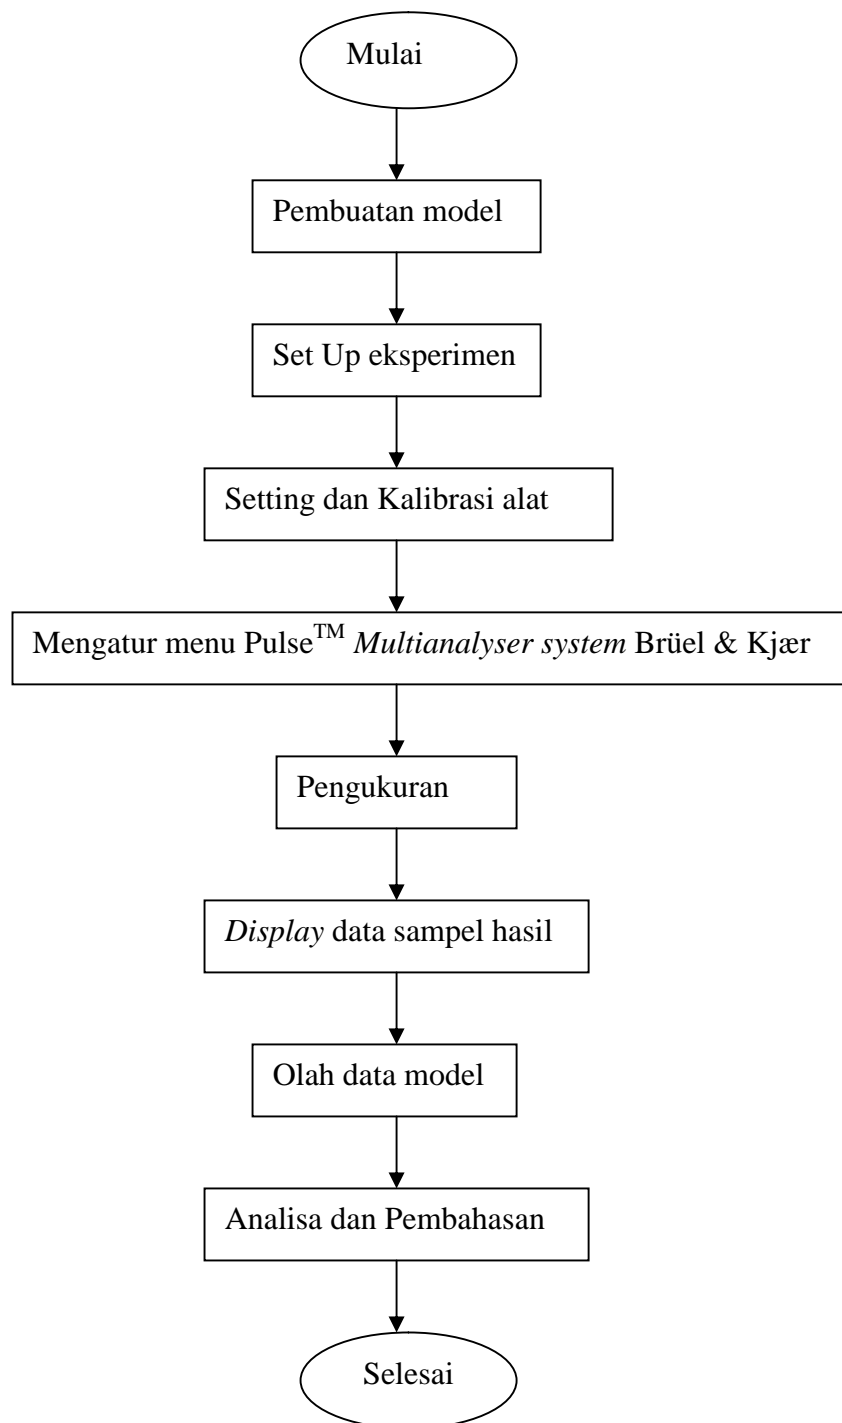 Mulai
Pembuatan model
Set Up eksperimen
Setting dan Kalibrasi alat
Mengatur menu Pulse™ Multianalyser system Brüel & Kjær
Pengukuran
Display data sampel hasil
Olah data model
Analisa dan Pembahasan
Selesai